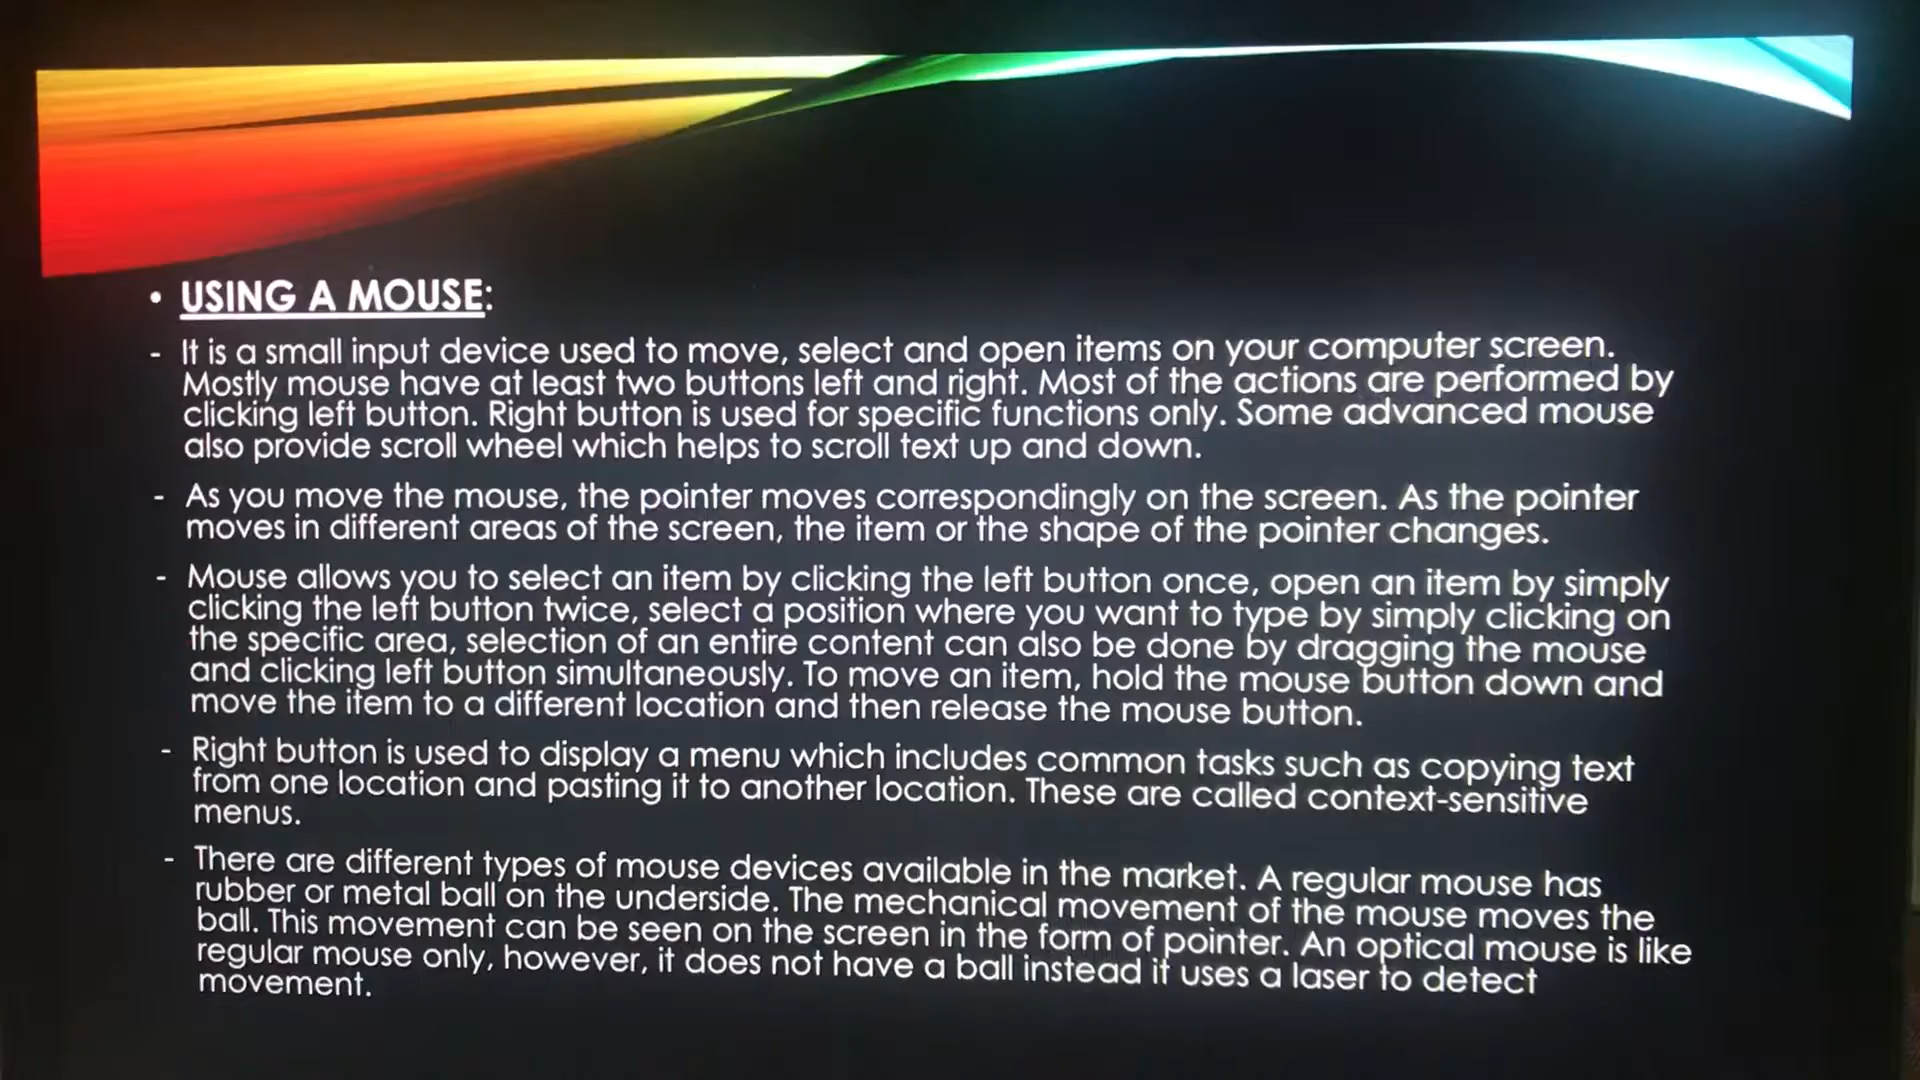 • USING A MOUSE:
- It is a small input device used to move, select and open items on your computer screen.
Mostly mouse have at least two buttons left and right. Most of the actions are performed by
clicking left button. Right button is used for specific functions only. Some advanced mouse
also provide scroll wheel which helps to scroll text up and down.
- As you move the mouse, the pointer moves correspondingly on the screen. As the pointer
moves in different areas of the screen, the item or the shape of the pointer changes.
- Mouse allows you to select an item by clicking the left button once, open an item by simply
clicking the left button twice, select a position where you want to type by simply clicking on
the specific area, selection of an entire content can also be done by dragging the mouse
and clicking left button simultaneously. To move an item, hold the mouse button down and
move the item to a different location and then release the mouse button.
- Right button is used to display a menu which includes common tasks such as copying text
from one location and pasting it to another location. These are called context-sensitive
menus.
- There are different types of mouse devices available in the market. A regular mouse has
rubber or metal ball on the underside. The mechanical movement of the mouse moves the
ball. This movement can be seen on the screen in the form of pointer. An optical mouse is like
regular mouse only, however, it does not have a ball instead it uses a laser to detect
movement.